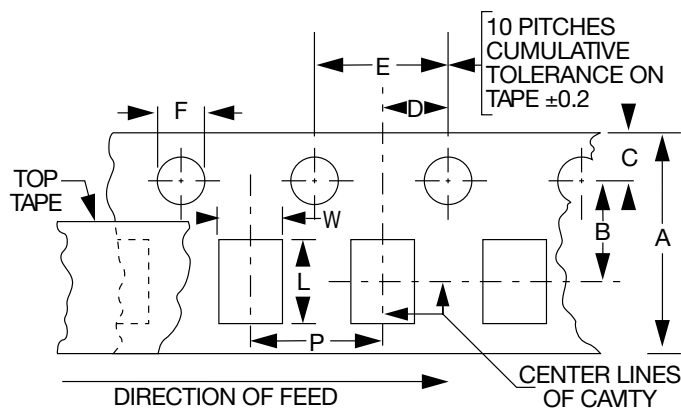 10 PITCHES
CUMULATIVE
TOLERANCE ON
TAPE ±0.2
E
F
D
C
TOP
TAPE
W
B
A
L
P
CENTER LINES
OF CAVITY
DIRECTION OF FEED